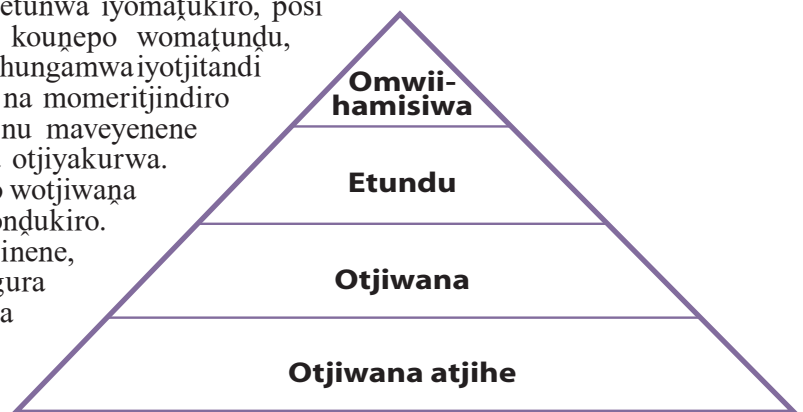 etunwa iyomaṱukiro, posi
kouṋepo womaṱunḓu,
hungamwa iyotjitandi
na momeritjindiro
nu maveyenene
otjiyakurwa.
wotjiwaṋa
onḓukiro.
inene,
gura
a
Omwii-
hamisiwa
Etundu
Otjiwana
Otjiwana atjihe